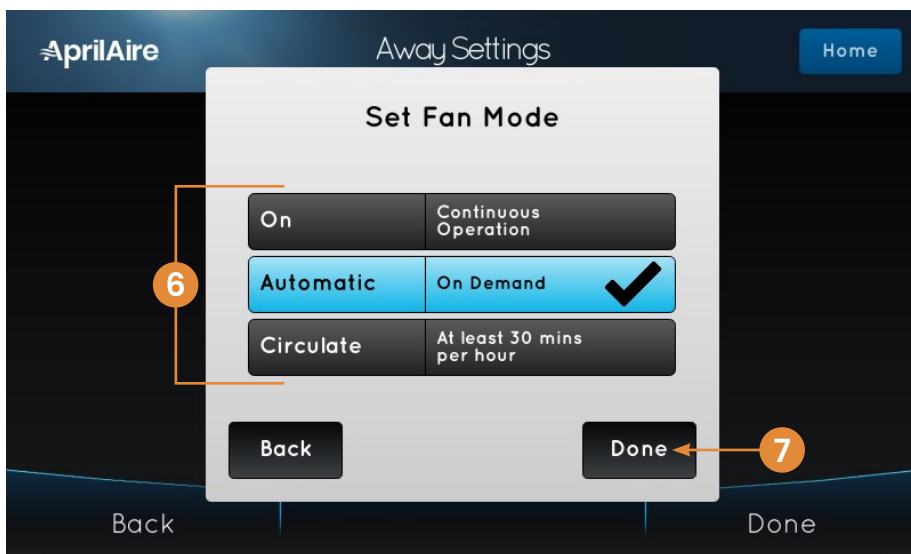 AprilAire
Away Settings
Home
Set Fan Mode
On
Continuous
Operation
6
Automatic
On Demand
Circulate
At least 30 mins
per hour
Back
Done
7
Back
Done